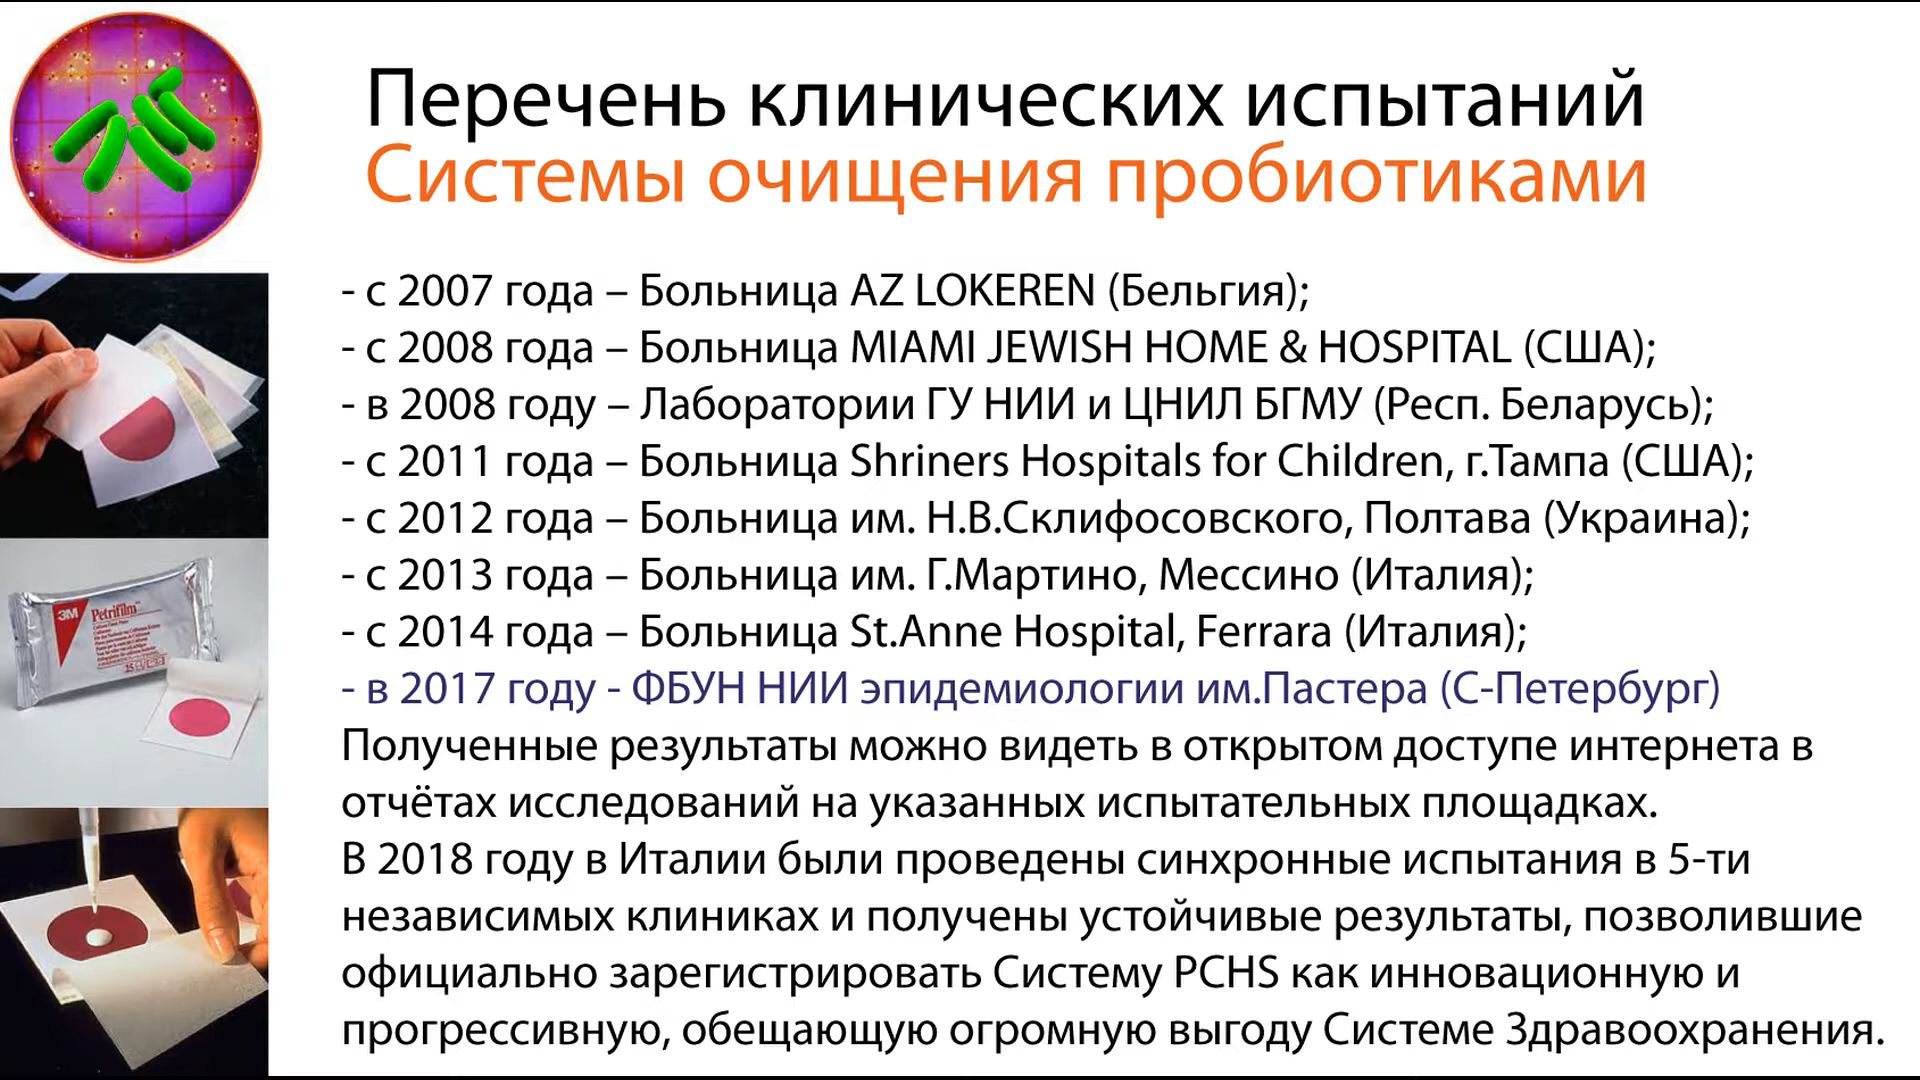 Перечень клинических испытаний
Системы очищения пробиотиками
- с 2007 года – Больница AZ LOKEREN (Бельгия);
- с 2008 года – Больница MIAMI JEWISH HOME & HOSPITAL (США);
- в 2008 году – Лаборатории ГУ НИИ и ЦНИЛ БГМУ (Респ. Беларусь);
- с 2011 года – Больница Shriners Hospitals for Children, г.Тампа (США);
- с 2012 года – Больница им. Н.В.Склифосовского, Полтава (Украина);
- с 2013 года – Больница им. Г.Мартино, Мессино (Италия);
- с 2014 года – Больница St.Anne Hospital, Ferrara (Италия);
- в 2017 году - ФБУН НИИ эпидемиологии им.Пастера (С-Петербург)
Полученные результаты можно видеть в открытом доступе интернета в
отчётах исследований на указанных испытательных площадках.
В 2018 году в Италии были проведены синхронные испытания в 5-ти
независимых клиниках и получены устойчивые результаты, позволившие
официально зарегистрировать Систему PCHS как инновационную и
прогрессивную, обещающую огромную выгоду Системе Здравоохранения.
3M Petrifilm™